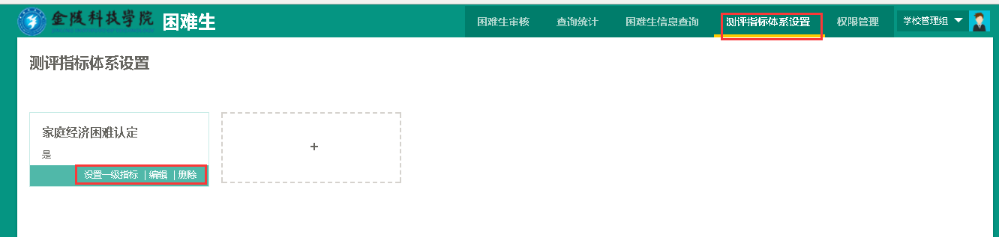 金陵科技学院 困难生 困难生审核 查询统计 困难生信息查询 测评指标体系设置 权限管理 学校管理组
测评指标体系设置
家庭经济困难认定
+
是
设置一级指标 | 编辑 | 删除